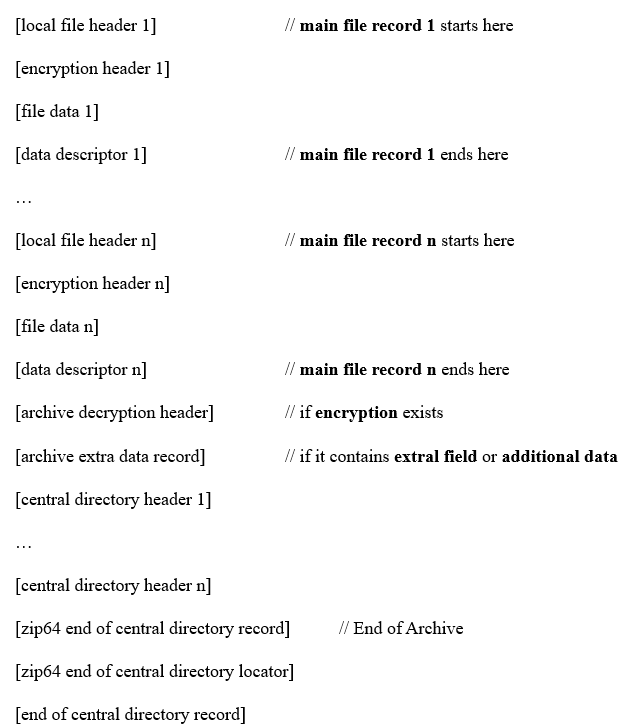 [local file header 1] // main file record 1 starts here
[encryption header 1]
[file data 1]
[data descriptor 1] // main file record 1 ends here
…
[local file header n] // main file record n starts here
[encryption header n]
[file data n]
[data descriptor n] // main file record n ends here
[archive decryption header] // if encryption exists
[archive extra data record] // if it contains extral field or additional data
[central directory header 1]
…
[central directory header n]
[zip64 end of central directory record] // End of Archive
[zip64 end of central directory locator]
[end of central directory record]